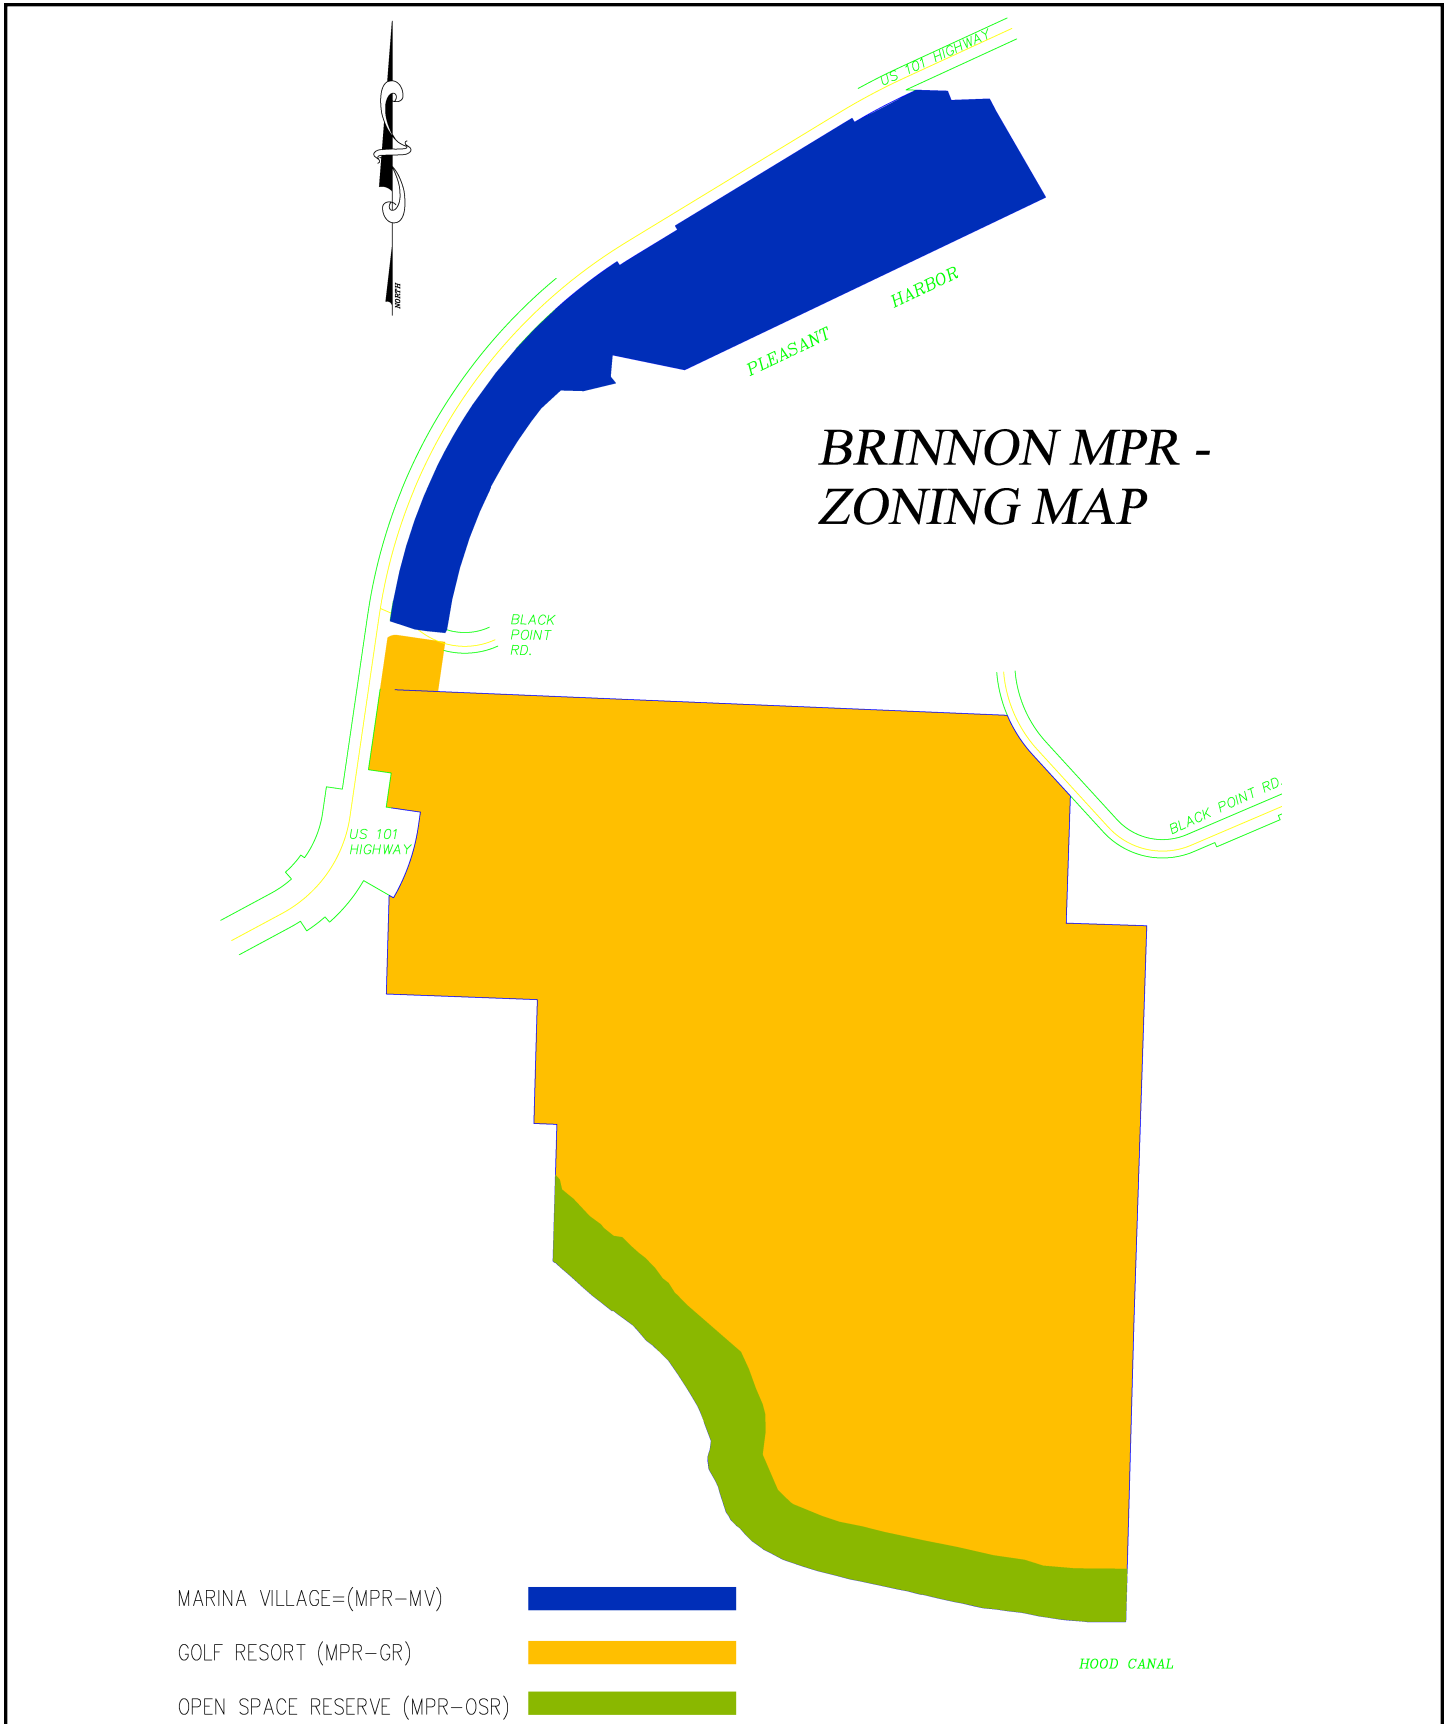 US 101 HIGHWAY
NORTH
HARBOR
PLEASANT
BRINNON MPR -
ZONING MAP
BLACK
POINT
RD.
BLACK POINT RD.
US 101
HIGHWAY
MARINA VILLAGE=(MPR-MV)
GOLF RESORT (MPR-GR)
HOOD CANAL
OPEN SPACE RESERVE (MPR-OSR)